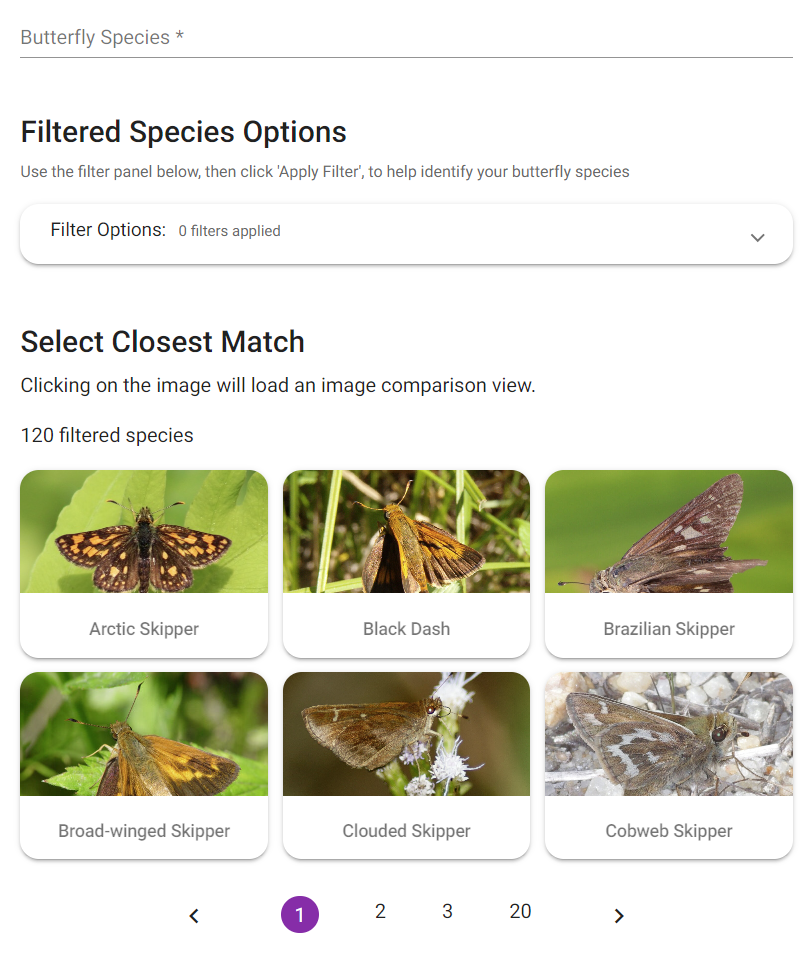 Butterfly Species *
Filtered Species Options
Use the filter panel below, then click 'Apply Filter', to help identify your butterfly species
Filter Options: 0 filters applied
Select Closest Match
Clicking on the image will load an image comparison view.
120 filtered species
Arctic Skipper
Black Dash
Brazilian Skipper
Broad-winged Skipper
Clouded Skipper
Cobweb Skipper
1 2 3 20